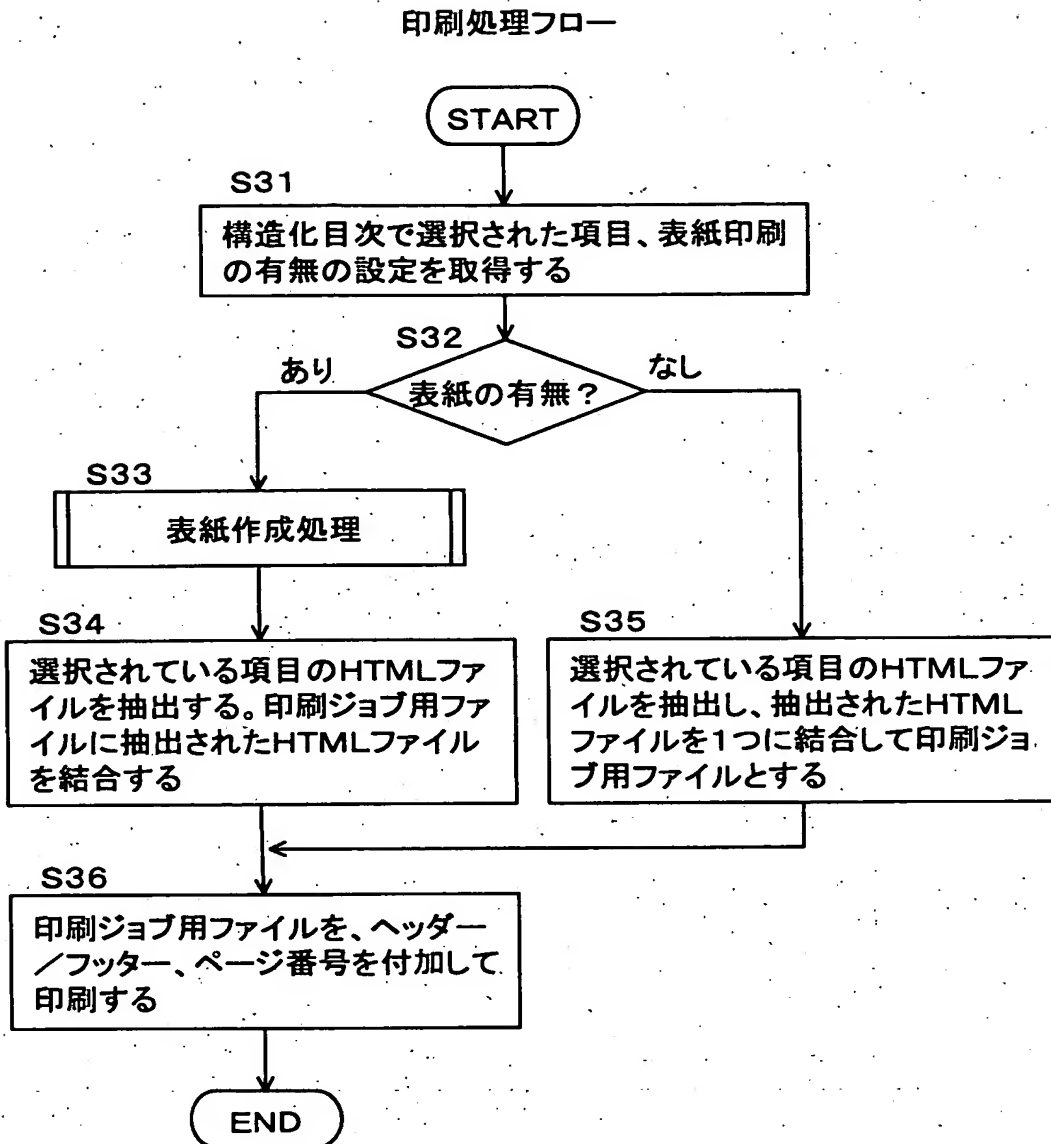 印刷処理フロー
START
S31
構造化目次で選択された項目、表紙印刷
の有無の設定を取得する
S32
あり
表紙の有無？
なし
S33
表紙作成処理
S34
選択されている項目のHTMLファ
イルを抽出する。印刷ジョブ用ファ
イルに抽出されたHTMLファイル
を結合する
S35
選択されている項目のHTMLファ
イルを抽出し、抽出されたHTML
ファイルを1つに結合して印刷ジョ
ブ用ファイルとする
S36
印刷ジョブ用ファイルを、ヘッダー
／フッター、ページ番号を付加して
印刷する
END